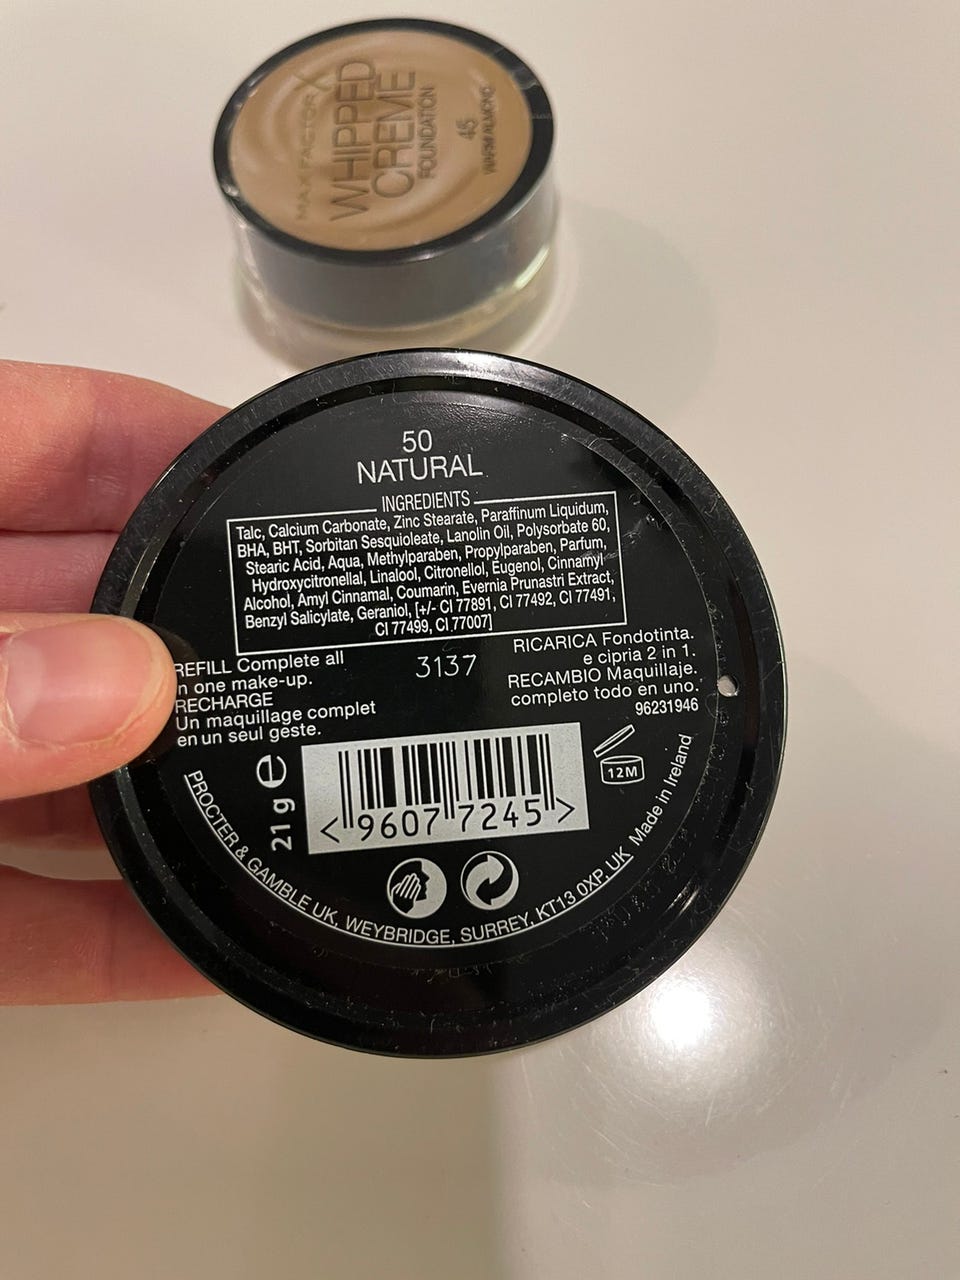 MAX FACTOR X
WHIPPED
CREME
FOUNDATION
45
WARM ALMOND
50
NATURAL
INGREDIENTS
Talc, Calcium Carbonate, Zinc Stearate, Paraffinum Liquidum,
BHA, BHT, Sorbitan Sesquioleate, Lanolin Oil, Polysorbate 60,
Stearic Acid, Aqua, Methylparaben, Propylparaben, Parfum,
Hydroxycitronellal, Linalool, Citronellol, Eugenol, Cinnamyl
Alcohol, Amyl Cinnamal, Coumarin, Evernia Prunastri Extract,
Benzyl Salicylate, Geraniol, [+/- CI 77891, CI 77492, CI 77491,
CI 77499, CI 77007]
REFILL Complete all
n one make-up.
RECHARGE
Un maquillage complet
en un seul geste.
3137
RICARICA Fondotinta.
e cipria 2 in 1.
RECAMBIO Maquillaje.
completo todo en uno.
96231946
21 g e
<9607 7245>
12M
PROCTER & GAMBLE UK, WEYBRIDGE, SURREY, KT13 0XP, UK Made in Ireland